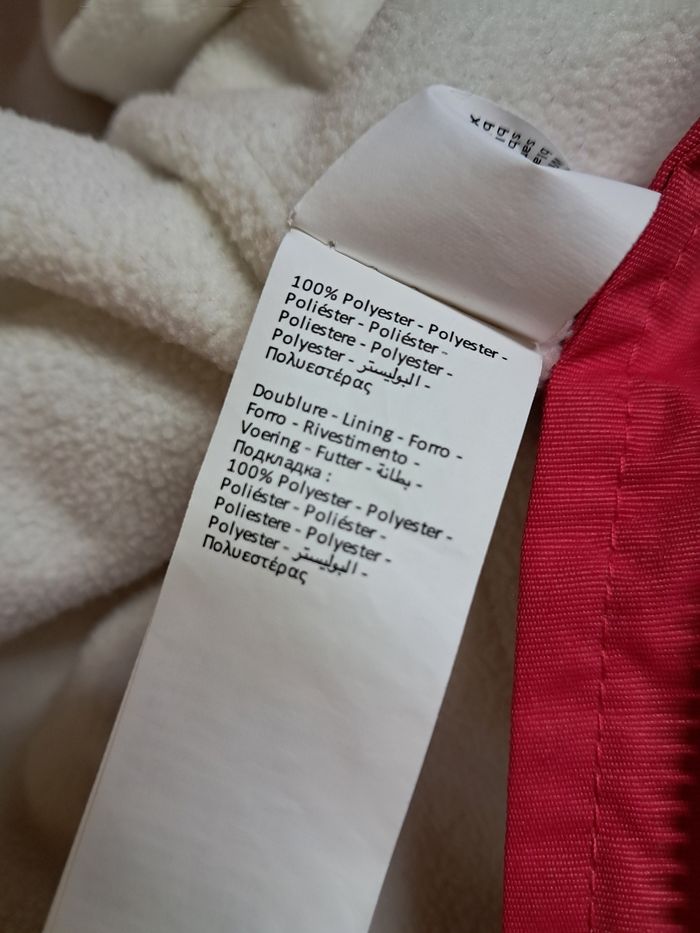 100% Polyester - Polyester -
Poliéster - Poliéster -
Poliestere - Polyester -
Polyester - البوليستر -
Πολυεστέρας
Doublure - Lining - Forro -
Forro - Rivestimento -
Voering - Futter - بطانة -
Подкладка :
100% Polyester - Polyester -
Poliéster - Poliéster -
Poliestere - Polyester -
Polyester - البوليستر -
Πολυεστέρας